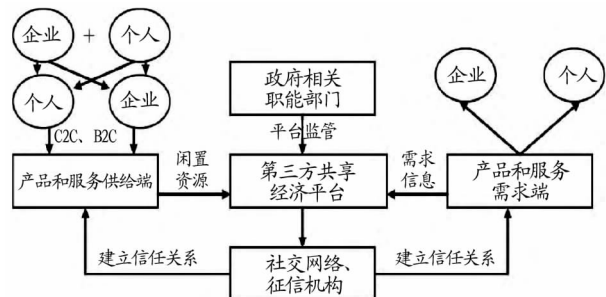 企业 + 个人
个人 企业
C2C、B2C
产品和服务供给端
闲置
资源
政府相关
职能部门
平台监管
第三方共享
经济平台
需求
信息
企业 个人
产品和服务
需求端
建立信任关系
社交网络、
征信机构
建立信任关系